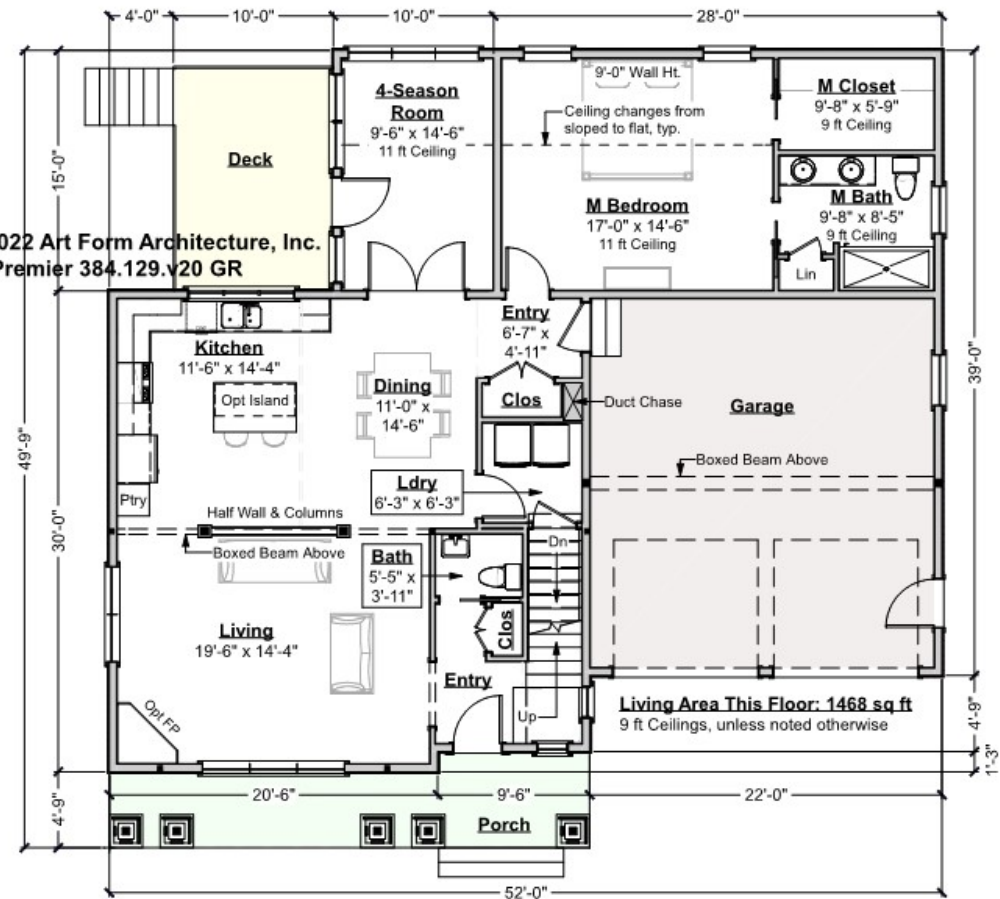 4'-0"
10'-0"
10'-0"
28'-0"
4-Season
Room
9'-6" x 14'-6"
11 ft Ceiling
9'-0" Wall Ht.
Ceiling changes from
sloped to flat, typ.
M Closet
9'-8" x 5'-9"
9 ft Ceiling
Deck
15'-0"
M Bedroom
17'-0" x 14'-6"
11 ft Ceiling
M Bath
9'-8" x 8'-5"
9 ft Ceiling
Lin
022 Art Form Architecture, Inc.
Premier 384.129.v20 GR
Kitchen
11'-6" x 14'-4"
Opt Island
Dining
11'-0" x
14'-6"
Entry
6'-7" x
4'-11"
Clos
Duct Chase
Garage
39'-0"
49'-9"
Boxed Beam Above
Ldry
6'-3" x 6'-3"
Ptry
Half Wall & Columns
Boxed Beam Above
30'-0"
Bath
5'-5" x
3'-11"
Dn
Clos
Living
19'-6" x 14'-4"
Entry
Up
Opt FP
Living Area This Floor: 1468 sq ft
9 ft Ceilings, unless noted otherwise
4'-9"
1'-3"
20'-6"
9'-6"
22'-0"
4'-9"
Porch
52'-0"